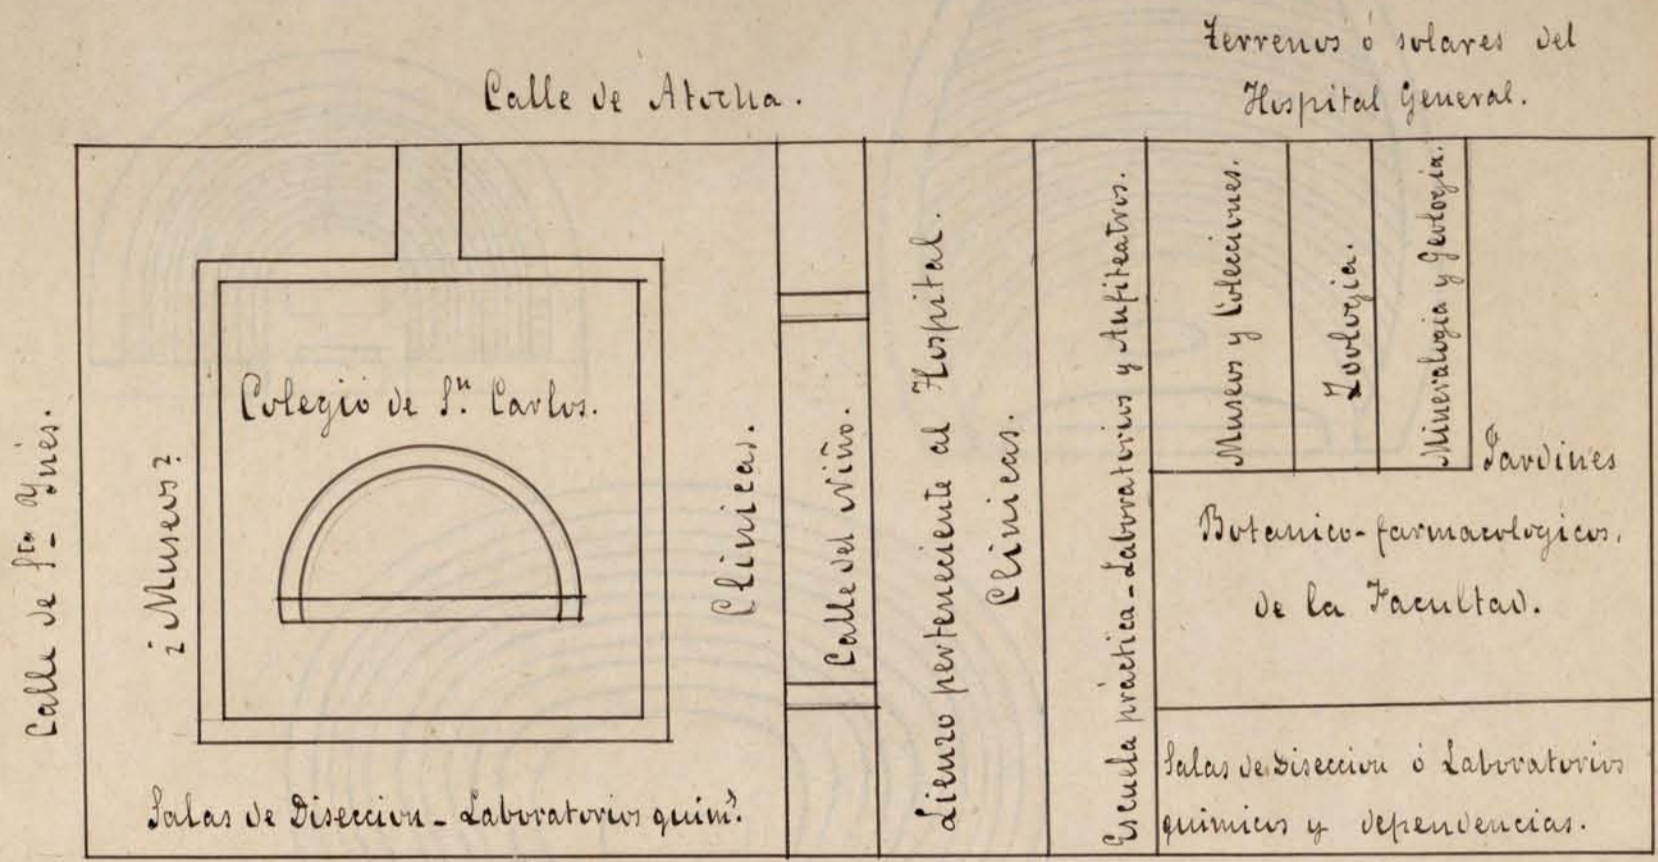 Terrenos ó solares del
Hospital General.
Calle de Atocha.
Calle de Sta Ynés.
¿Museos?
Colegio de Sn. Carlos.
Clinicas.
Calle del Niño.
Lienzo perteneciente al Hospital.
Clinicas.
Escuela práctica - Laboratorios y Anfiteatros.
Museos y Colecciones.
Zoologia.
Mineralogia y Geologia.
Jardines
Botanico-farmacologicos,
de la Facultad.
Salas de Diseccion - Laboratorios quims.
Salas de Diseccion ó Laboratorios
quimicos y dependencias.